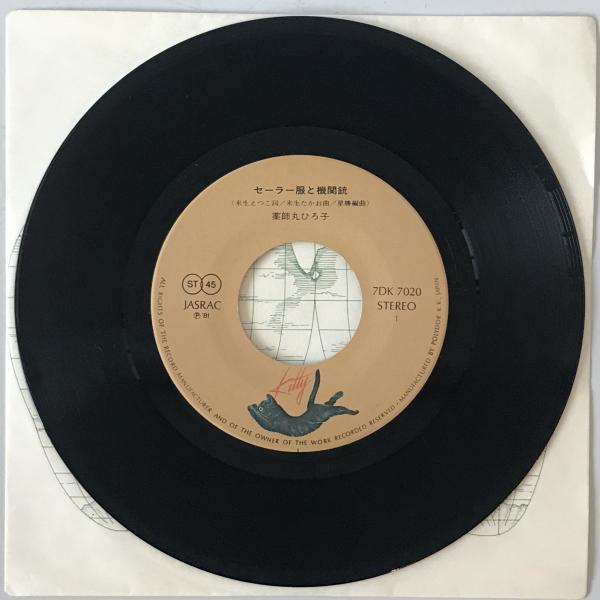 セーラー服と機関銃
(来生えつこ詞/来生たかお曲/星勝編曲)
薬師丸ひろ子
ST 45
JASRAC
Ⓟ'81
7DK 7020
STEREO
1
Kitty
ALL RIGHTS OF THE RECORD MANUFACTURER AND OF THE OWNER OF THE WORK RECORDED RESERVED • MANUFACTURED BY POLYDOR K.K., JAPAN
1